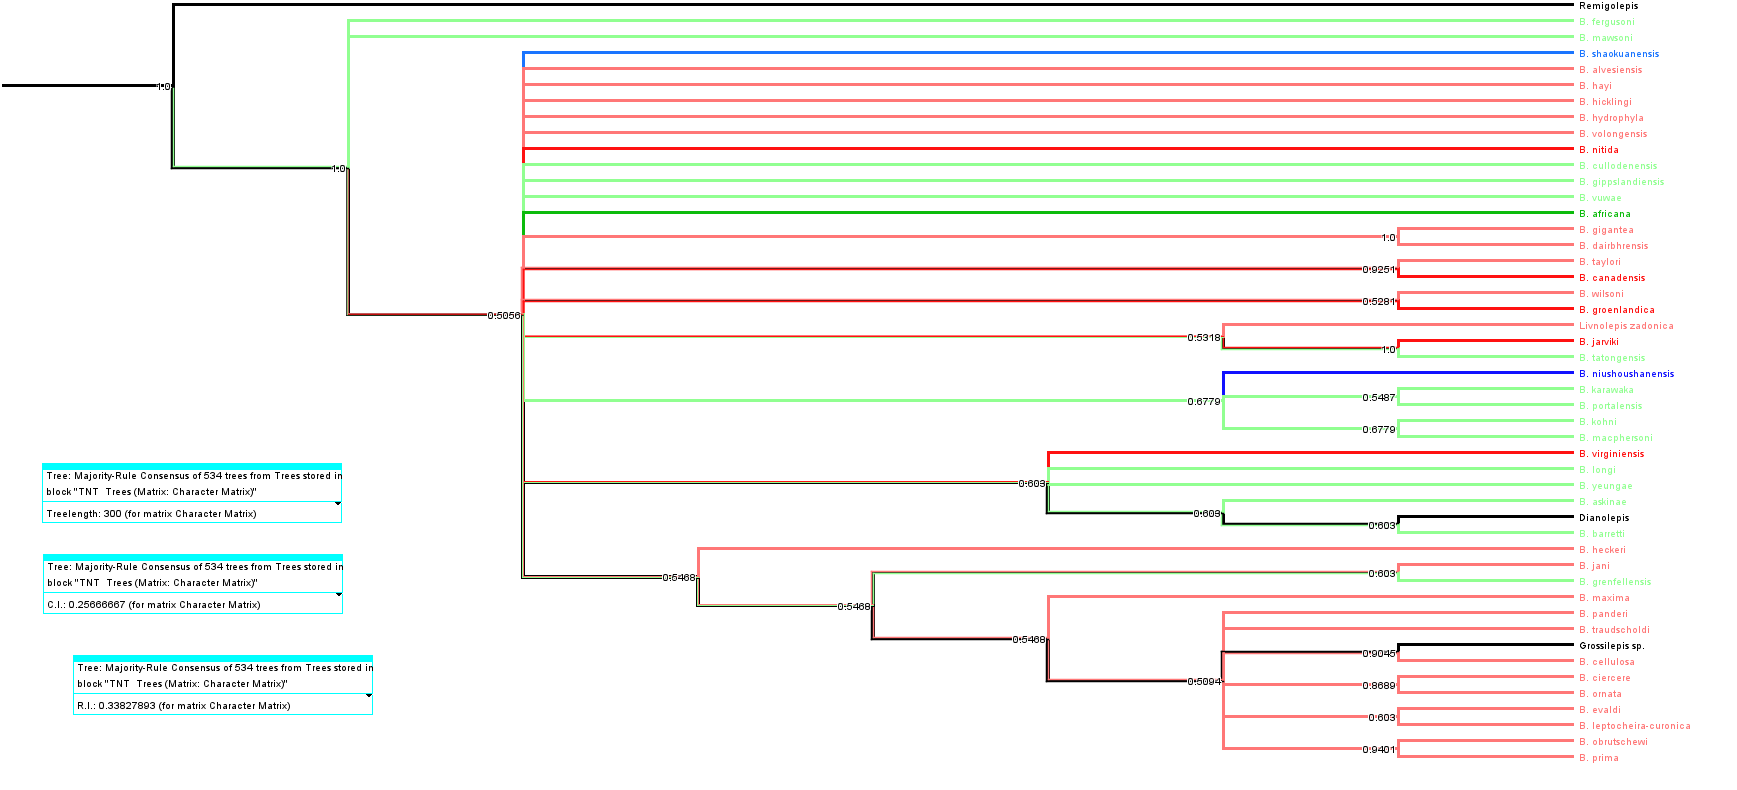 Remigolepis
B. fergusoni
B. mawsoni
B. shaokuanensis
B. alvesiensis
B. hayi
B. hicklingi
B. hydrophyla
B. volongensis
B. nitida
B. cullodenensis
B. gippslandiensis
B. vuwae
B. africana
B. gigantea
B. dairbhrensis
B. taylori
B. canadensis
B. wilsoni
B. groenlandica
Livnolepis zadonica
B. jarviki
B. tatongensis
B. niushoushanensis
B. karawaka
B. portalensis
B. kohni
B. macphersoni
B. virginiensis
B. longi
B. yeungae
B. askinae
Dianolepis
B. barretti
B. heckeri
B. jani
B. grenfellensis
B. maxima
B. panderi
B. traudscholdi
Grossilepis sp.
B. cellulosa
B. ciercere
B. ornata
B. evaldi
B. leptocheira-curonica
B. obrutschewi
B. prima
1.0
1.0
0.5056
1.0
0.9251
0.5281
0.5318
1.0
0.6779
0.5487
0.6779
0.603
0.603
0.603
0.5468
0.5468
0.603
0.5468
0.5094
0.9045
0.8689
0.603
0.9401
Tree: Majority-Rule Consensus of 534 trees from Trees stored in
block "TNT Trees (Matrix: Character Matrix)"
Treelength: 300 (for matrix Character Matrix)
Tree: Majority-Rule Consensus of 534 trees from Trees stored in
block "TNT Trees (Matrix: Character Matrix)"
C.I.: 0.25666667 (for matrix Character Matrix)
Tree: Majority-Rule Consensus of 534 trees from Trees stored in
block "TNT Trees (Matrix: Character Matrix)"
R.I.: 0.33827893 (for matrix Character Matrix)